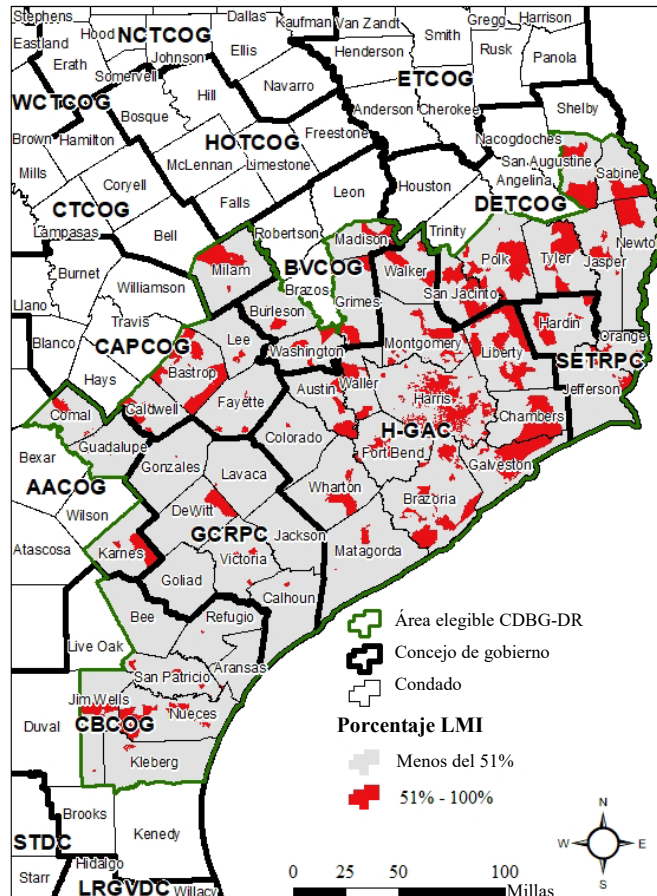 Stephens
Hood
NCTCOG
Dallas
Kaufman
Van Zandt
Gregg
Harrison
Eastland
Erath
Johnson
Ellis
Henderson
Smith
Rusk
Panola
Somervell
Hill
Navarro
ETCOG
WCTCOG
Bosque
Anderson
Cherokee
Shelby
Brown
Hamilton
HOTCOG
Freestone
Nacogdoches
Mills
McLennan
Limestone
San Augustine
Sabine
Coryell
Leon
Houston
Angelina
CTCOG
Falls
DETCOG
Lampasas
Bell
Robertson
Madison
Trinity
Newton
Burnet
Milam
BVCOG
Walker
Polk
Tyler
Jasper
Williamson
Brazos
Grimes
San Jacinto
Llano
Burleson
Travis
Hardin
Blanco
CAPCOG
Lee
Washington
Montgomery
Liberty
Orange
SETRPC
Hays
Bastrop
Austin
Waller
Harris
Jefferson
Comal
Caldwell
Fayette
Chambers
Guadalupe
Colorado
H-GAC
Bexar
Gonzales
Fort Bend
Galveston
AACOG
Lavaca
Wharton
Wilson
DeWitt
Brazoria
Atascosa
GCRPC
Jackson
Karnes
Victoria
Matagorda
Goliad
Calhoun
Bee
Refugio
Live Oak
Aransas
San Patricio
Jim Wells
Nueces
Duval
CBCOG
Kleberg
Brooks
STDC
Kenedy
Hidalgo
Starr
LRGVDC
Willacy
Área elegible CDBG-DR
Concejo de gobierno
Condado
Porcentaje LMI
Menos del 51%
51% - 100%
N
W
E
S
0 25 50 100
Millas